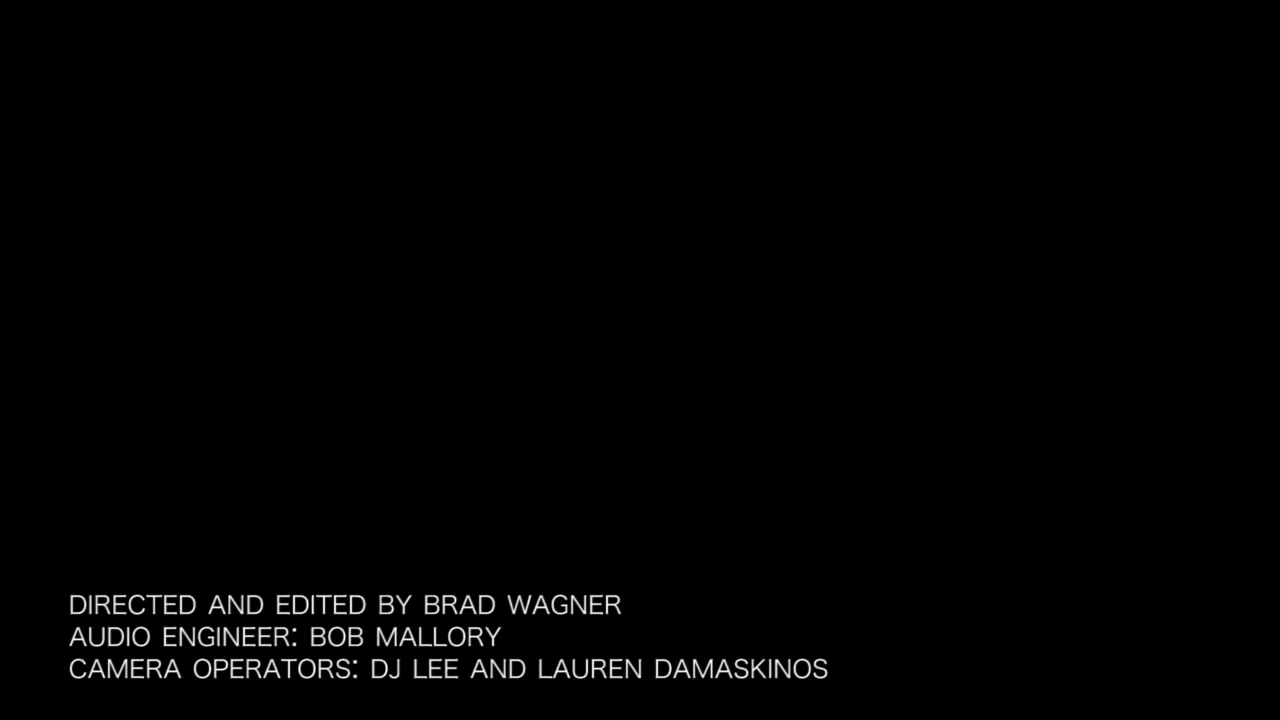 DIRECTED AND EDITED BY BRAD WAGNER
AUDIO ENGINEER: BOB MALLORY
CAMERA OPERATORS: DJ LEE AND LAUREN DAMASKINOS